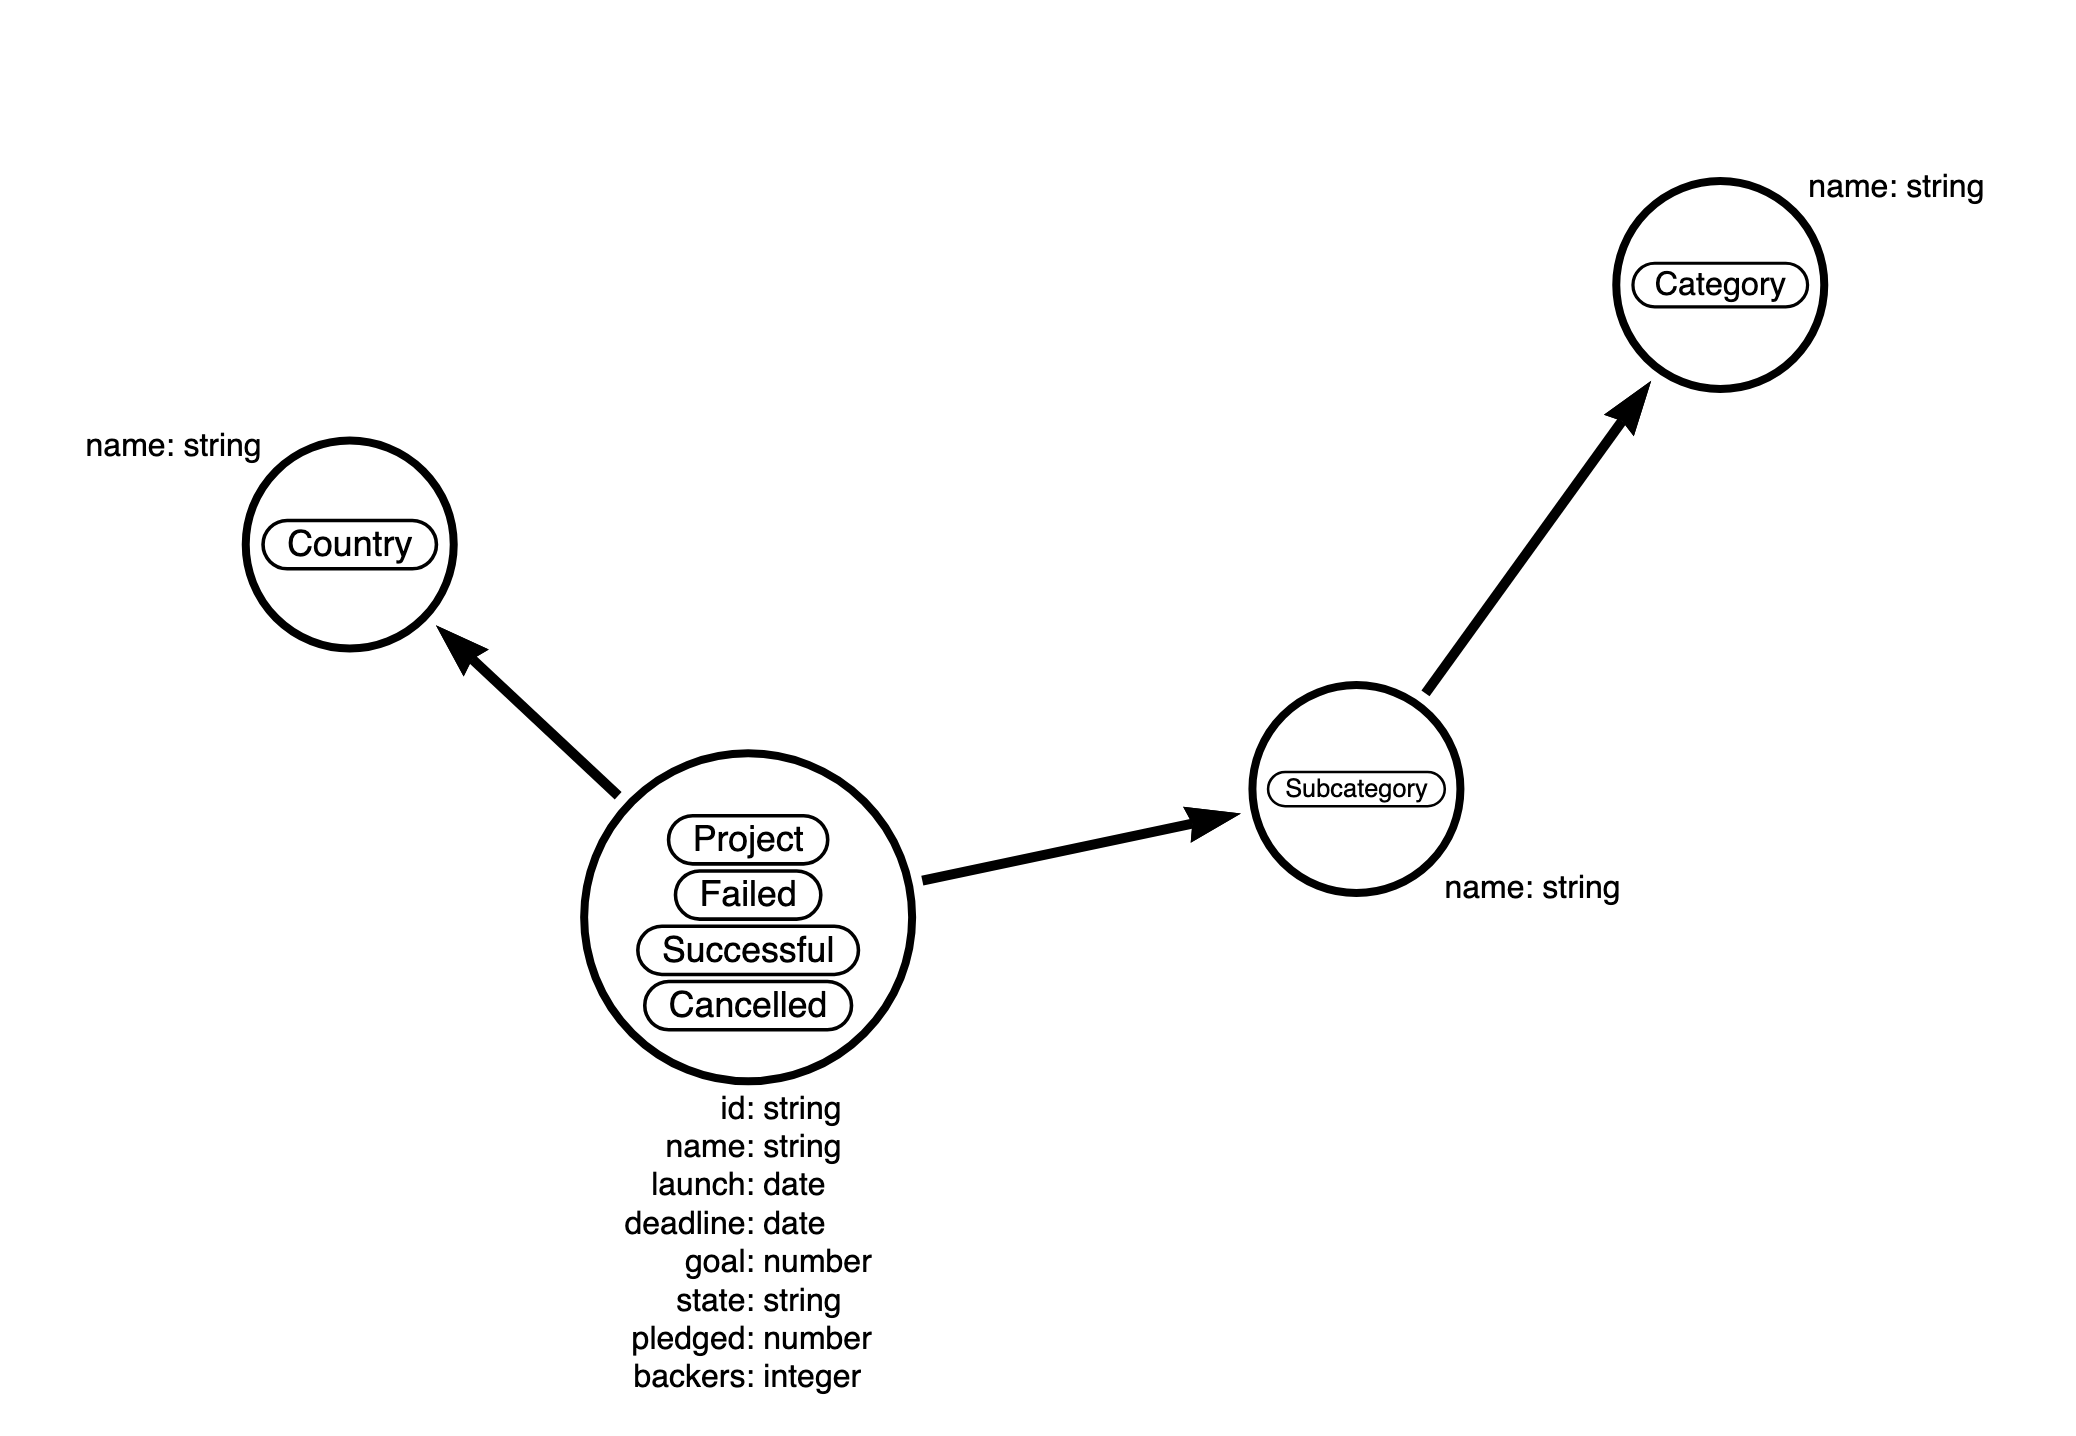 name: string
Category
name: string
Country
Subcategory
name: string
Project
Failed
Successful
Cancelled
id: string
name: string
launch: date
deadline: date
goal: number
state: string
pledged: number
backers: integer